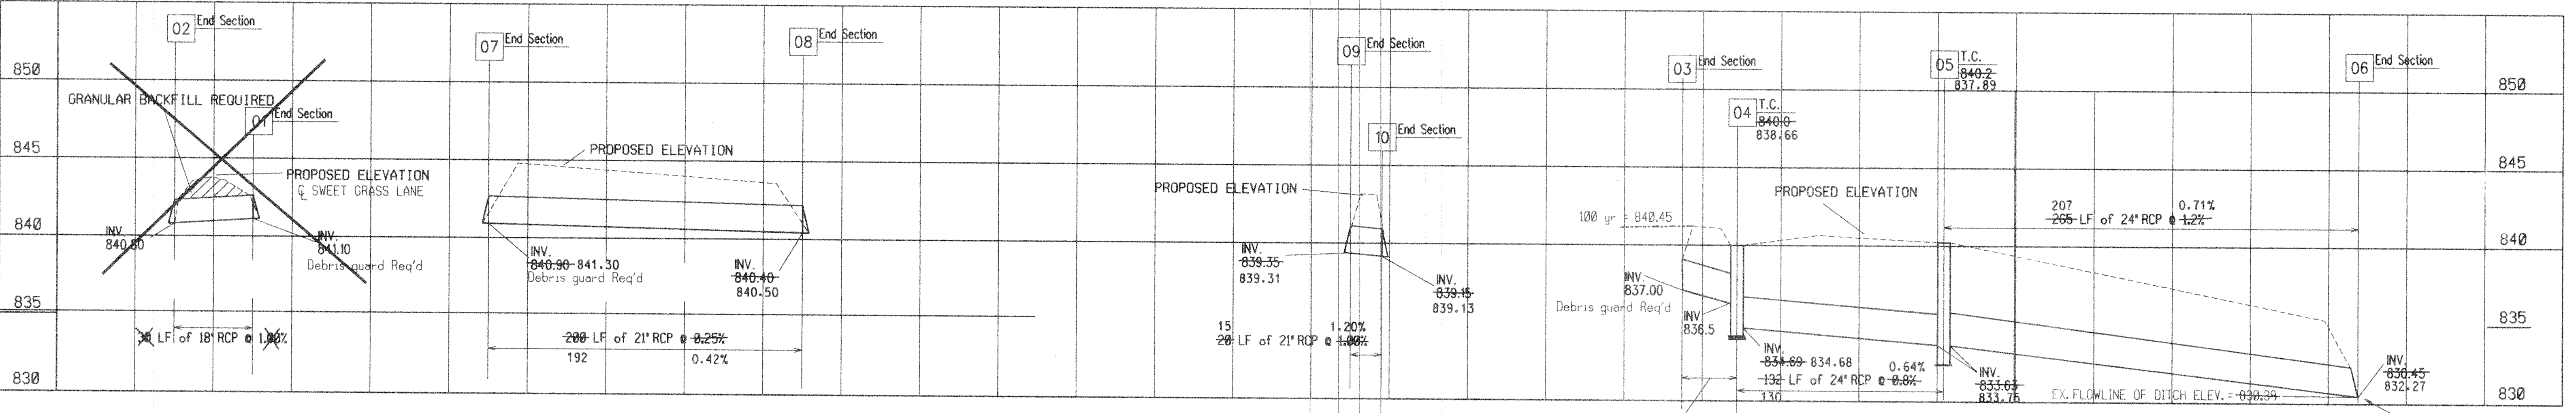 02 End Section
07 End Section
08 End Section
09 End Section
03 End Section
05 T.C.
840.2
837.89
06 End Section
850
850
GRANULAR BACKFILL REQUIRED
01 End Section
04 T.C.
840.0
838.66
10 End Section
845
845
PROPOSED ELEVATION
℄ SWEET GRASS LANE
PROPOSED ELEVATION
PROPOSED ELEVATION
PROPOSED ELEVATION
207 0.71%
265 LF of 24" RCP @ 1.2%
100 yr = 840.45
840
840
INV.
840.80
INV.
841.10
Debris guard Req'd
INV.
840.90 841.30
Debris guard Req'd
INV.
840.40
840.50
INV.
839.35
839.31
INV.
839.15
839.13
INV.
837.00
Debris guard Req'd
INV
836.5
835
835
30 LF of 18" RCP @ 1.00%
200 LF of 21" RCP @ 0.25%
192 0.42%
15 1.20%
20 LF of 21" RCP @ 1.00%
INV.
834.69 834.68
0.64%
132 LF of 24" RCP @ 0.8%
130
INV.
833.63
833.75
INV.
830.45
832.27
EX. FLOWLINE OF DITCH ELEV. = 830.39
830
830